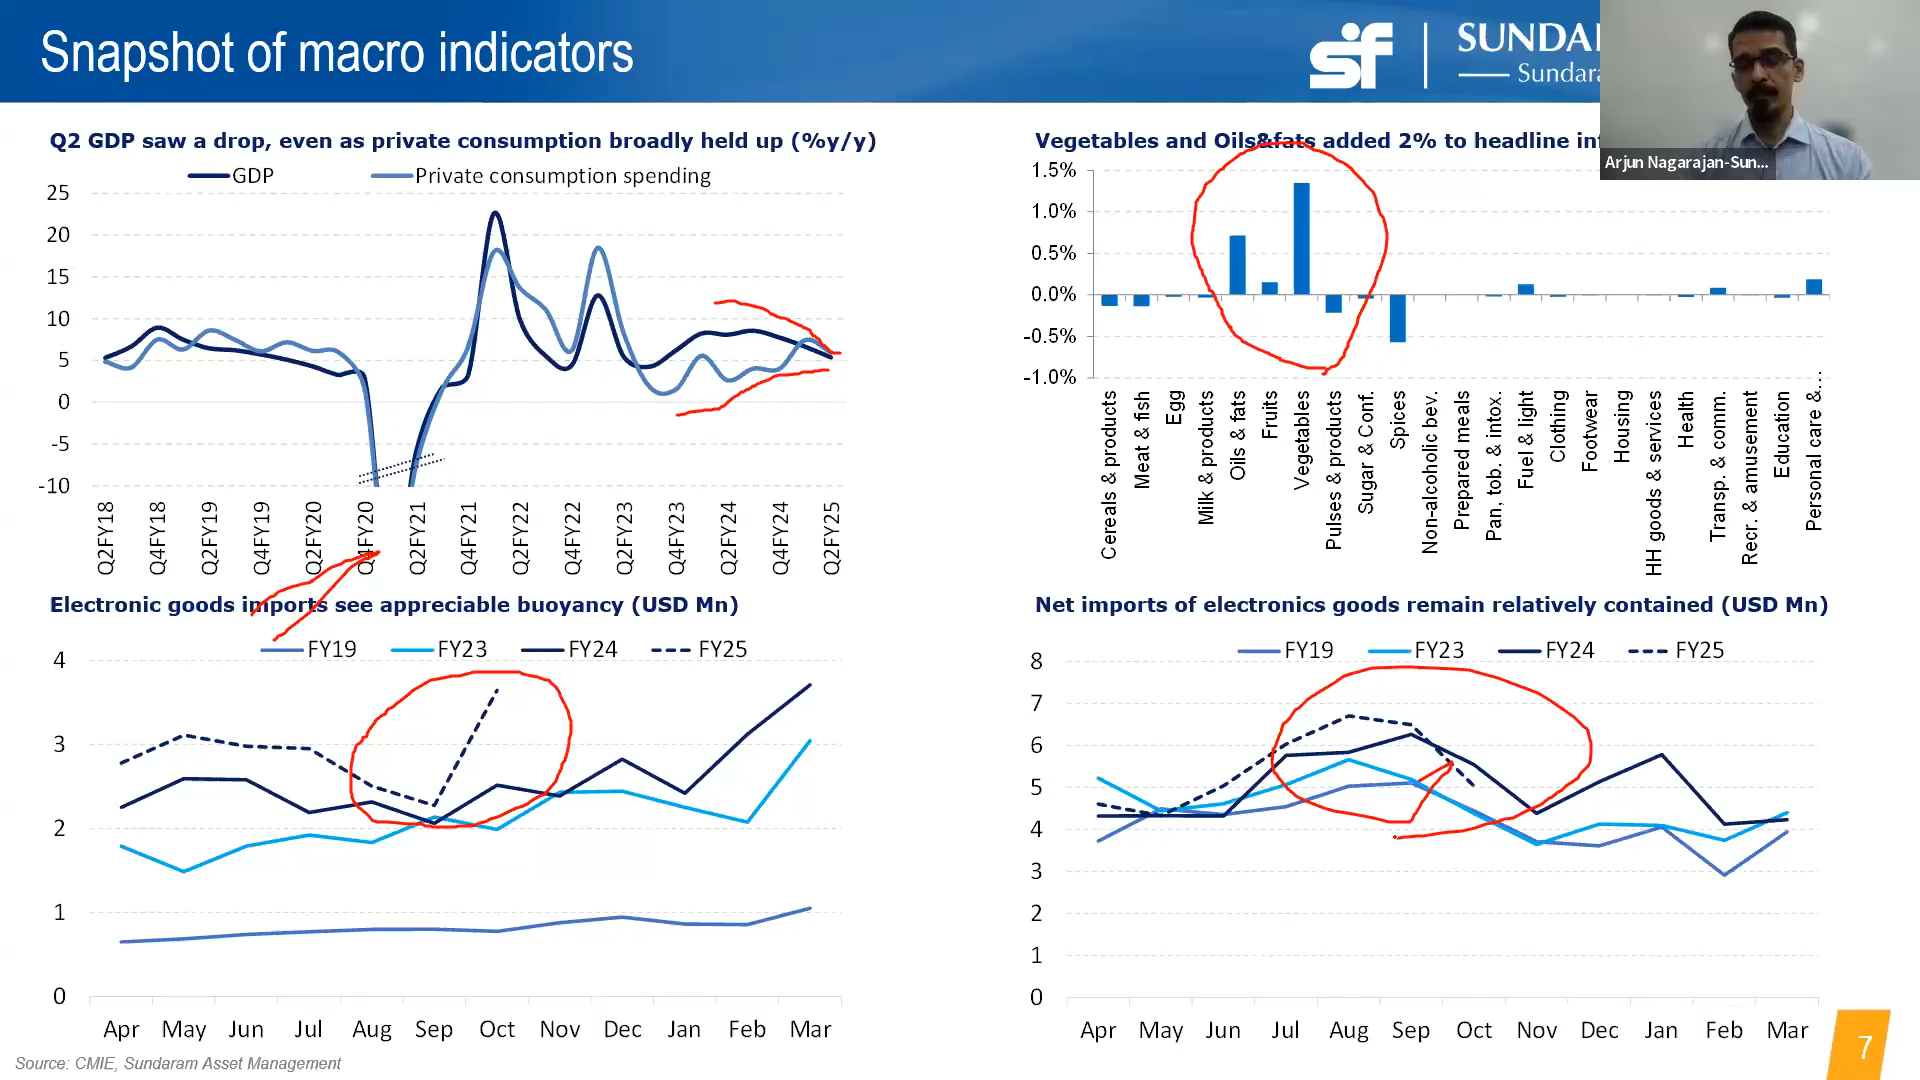 Snapshot of macro indicators
sf
SUNDA
Sundara
Arjun Nagarajan-Sun...
Q2 GDP saw a drop, even as private consumption broadly held up (%y/y)
GDP
Private consumption spending
25
20
15
10
5
0
-5
-10
Q2FY18
Q4FY18
Q2FY19
Q4FY19
Q2FY20
Q4FY20
Q2FY21
Q4FY21
Q2FY22
Q4FY22
Q2FY23
Q4FY23
Q2FY24
Q4FY24
Q2FY25
Vegetables and Oils&fats added 2% to headline in
1.5%
1.0%
0.5%
0.0%
-0.5%
-1.0%
Cereals & products
Meat & fish
Egg
Milk & products
Oils & fats
Fruits
Vegetables
Pulses & products
Sugar & Conf.
Spices
Non-alcoholic bev.
Prepared meals
Pan, tob. & intox.
Fuel & light
Clothing
Footwear
Housing
HH goods & services
Health
Transp. & comm.
Recr. & amusement
Education
Personal care &...
Electronic goods imports see appreciable buoyancy (USD Mn)
FY19
FY23
FY24
FY25
4
3
2
1
0
Apr May Jun Jul Aug Sep Oct Nov Dec Jan Feb Mar
Net imports of electronics goods remain relatively contained (USD Mn)
FY19
FY23
FY24
FY25
8
7
6
5
4
3
2
1
0
Apr May Jun Jul Aug Sep Oct Nov Dec Jan Feb Mar
Source: CMIE, Sundaram Asset Management
7